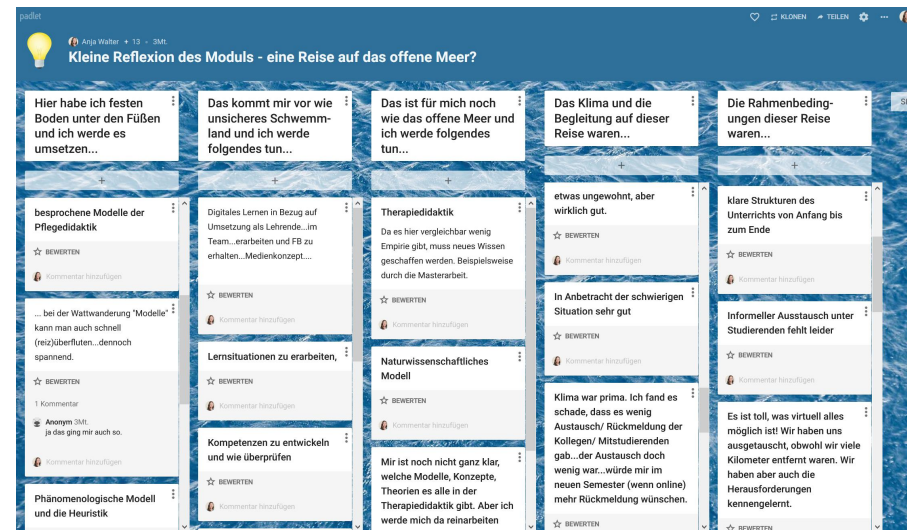 padlet
KLONEN
TEILEN
Anja Walter + 13 - 3Mt.
Kleine Reflexion des Moduls - eine Reise auf das offene Meer?
Hier habe ich festen
Boden unter den Füßen
und ich werde es
umsetzen...
+
besprochene Modelle der
Pflegedidaktik
BEWERTEN
Kommentar hinzufügen
... bei der Wattwanderung "Modelle"
kann man auch schnell
(reiz)überfluten...dennoch
spannend.
BEWERTEN
1 Kommentar
Anonym 3Mt.
ja das ging mir auch so.
Kommentar hinzufügen
Phänomenologische Modell
und die Heuristik
Das kommt mir vor wie
unsicheres Schwemm-
land und ich werde
folgendes tun...
+
Digitales Lernen in Bezug auf
Umsetzung als Lehrende...im
Team...erarbeiten und FB zu
erhalten...Medienkonzept....
BEWERTEN
Kommentar hinzufügen
Lernsituationen zu erarbeiten,
BEWERTEN
Kommentar hinzufügen
Kompetenzen zu entwickeln
und wie überprüfen
BEWERTEN
Kommentar hinzufügen
Das ist für mich noch
wie das offene Meer und
ich werde folgendes
tun...
+
Therapiedidaktik
Da es hier vergleichbar wenig
Empirie gibt, muss neues Wissen
geschaffen werden. Beispielsweise
durch die Masterarbeit.
BEWERTEN
Kommentar hinzufügen
Naturwissenschaftliches
Modell
BEWERTEN
Kommentar hinzufügen
Mir ist noch nicht ganz klar,
welche Modelle, Konzepte,
Theorien es alle in der
Therapiedidaktik gibt. Aber ich
werde mich da reinarbeiten
Das Klima und die
Begleitung auf dieser
Reise waren...
+
etwas ungewohnt, aber
wirklich gut.
BEWERTEN
Kommentar hinzufügen
In Anbetracht der schwierigen
Situation sehr gut
BEWERTEN
Kommentar hinzufügen
Klima war prima. Ich fand es
schade, dass es wenig
Austausch/ Rückmeldung der
Kollegen/ Mitstudierenden
gab...der Austausch doch
wenig war...würde mir im
neuen Semester (wenn online)
mehr Rückmeldung wünschen.
BEWERTEN
Die Rahmenbeding-
ungen dieser Reise
waren...
+
klare Strukturen des
Unterrichts von Anfang bis
zum Ende
BEWERTEN
Kommentar hinzufügen
Informeller Ausstausch unter
Studierenden fehlt leider
BEWERTEN
Kommentar hinzufügen
Es ist toll, was virtuell alles
möglich ist! Wir haben uns
ausgetauscht, obwohl wir viele
Kilometer entfernt waren. Wir
haben aber auch die
Herausforderungen
kennengelernt.
BEWERTEN